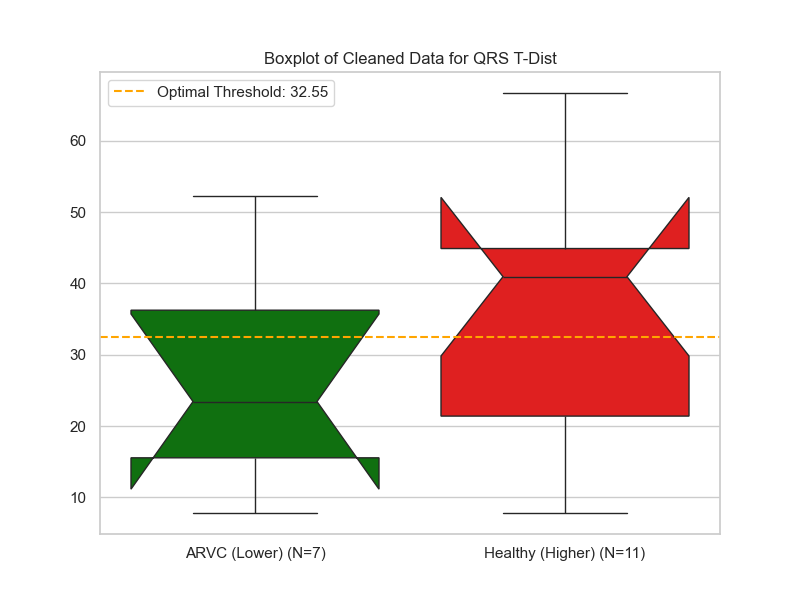 Boxplot of Cleaned Data for QRS T-Dist
Optimal Threshold: 32.55
60
50
40
30
20
10
ARVC (Lower) (N=7)
Healthy (Higher) (N=11)